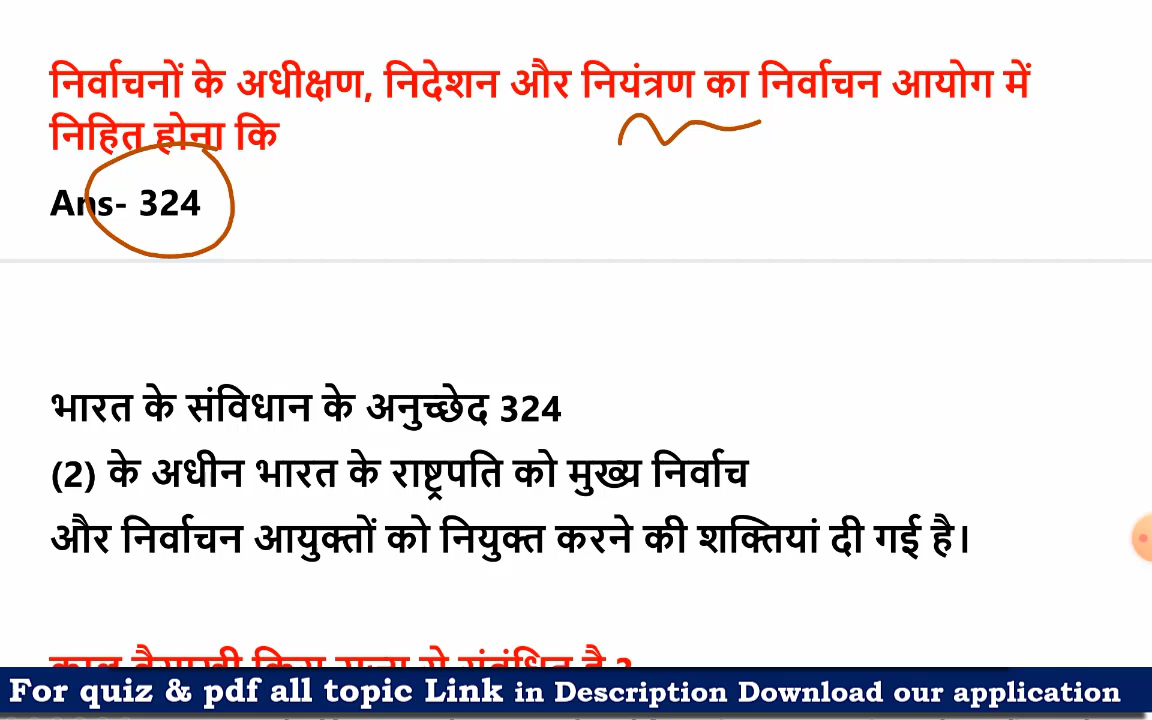 निर्वाचनों के अधीक्षण, निदेशन और नियंत्रण का निर्वाचन आयोग में
निहित होना कि
Ans- 324
भारत के संविधान के अनुच्छेद 324
(2) के अधीन भारत के राष्ट्रपति को मुख्य निर्वाच
और निर्वाचन आयुक्तों को नियुक्त करने की शक्तियां दी गई है।
काल वैसाखी किस राज्य से संबंधित है ?
For quiz & pdf all topic Link in Description Download our application